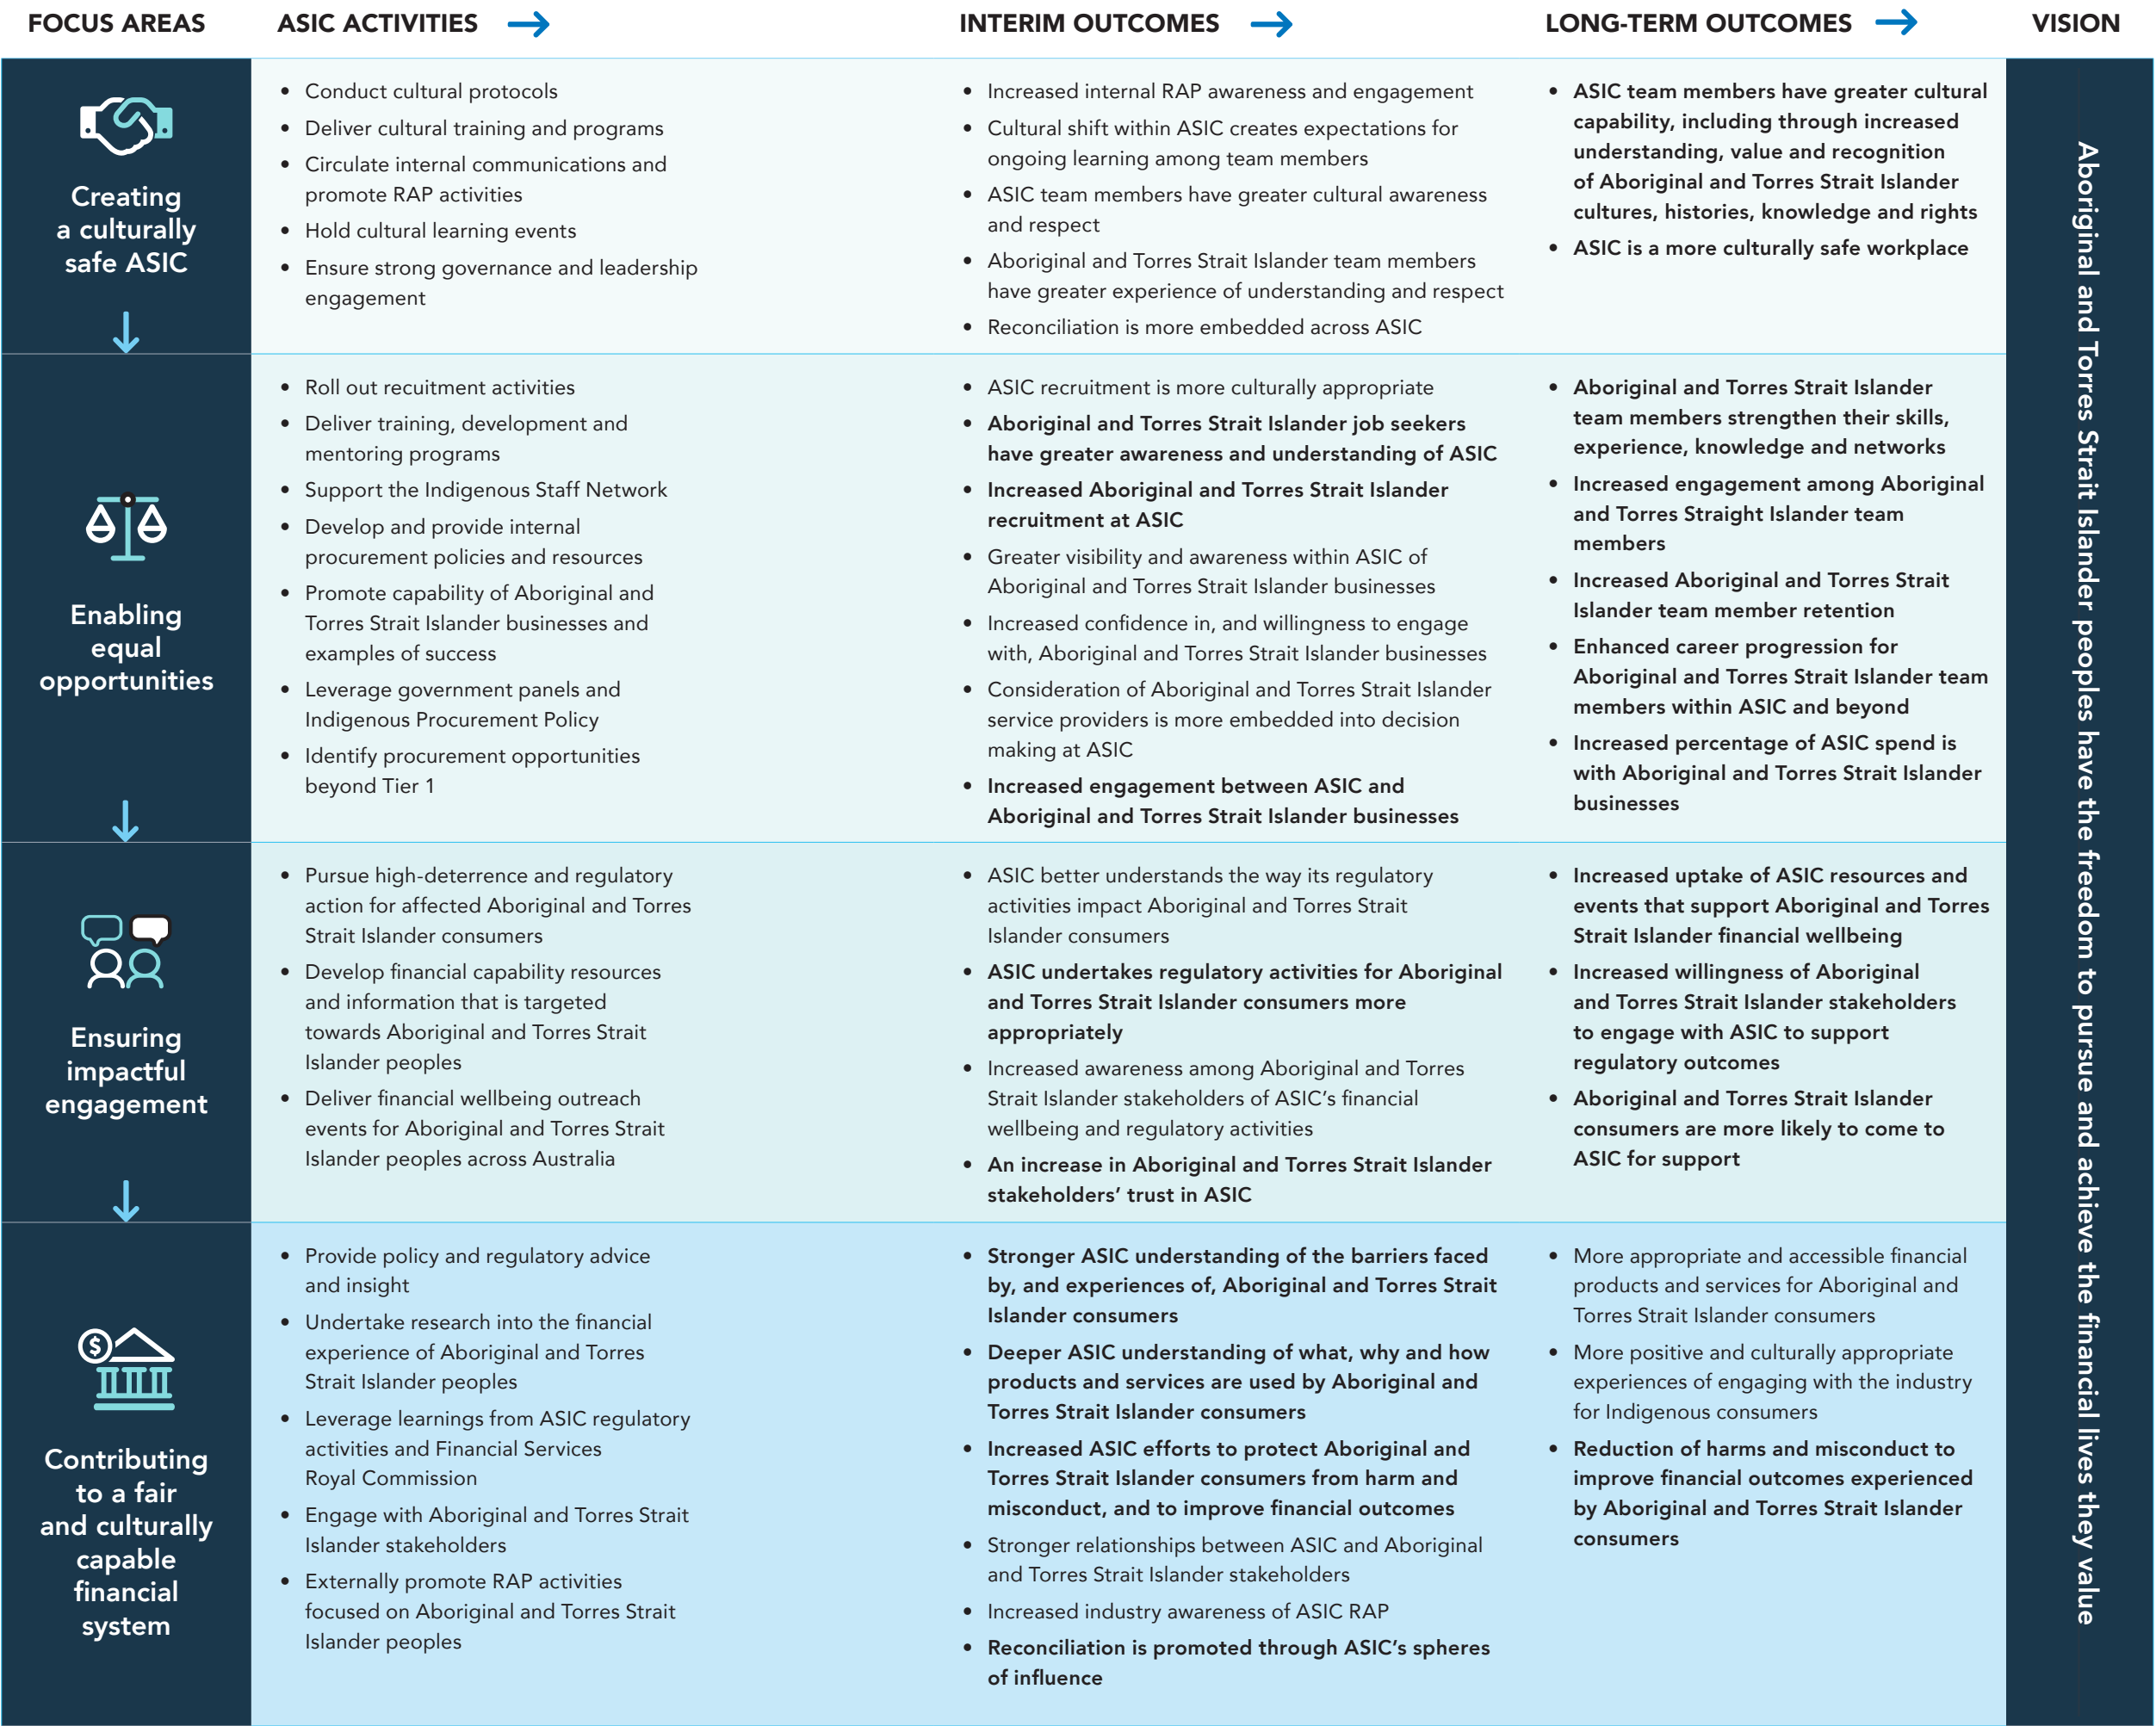 FOCUS AREAS
ASIC ACTIVITIES
INTERIM OUTCOMES
LONG-TERM OUTCOMES
VISION
Creating
a culturally
safe ASIC
• Conduct cultural protocols
• Deliver cultural training and programs
• Circulate internal communications and
promote RAP activities
• Hold cultural learning events
• Ensure strong governance and leadership
engagement
• Increased internal RAP awareness and engagement
• Cultural shift within ASIC creates expectations for
ongoing learning among team members
• ASIC team members have greater cultural awareness
and respect
• Aboriginal and Torres Strait Islander team members
have greater experience of understanding and respect
• Reconciliation is more embedded across ASIC
• ASIC team members have greater cultural
capability, including through increased
understanding, value and recognition
of Aboriginal and Torres Strait Islander
cultures, histories, knowledge and rights
• ASIC is a more culturally safe workplace
Enabling
equal
opportunities
• Roll out recuitment activities
• Deliver training, development and
mentoring programs
• Support the Indigenous Staff Network
• Develop and provide internal
procurement policies and resources
• Promote capability of Aboriginal and
Torres Strait Islander businesses and
examples of success
• Leverage government panels and
Indigenous Procurement Policy
• Identify procurement opportunities
beyond Tier 1
• ASIC recruitment is more culturally appropriate
• Aboriginal and Torres Strait Islander job seekers
have greater awareness and understanding of ASIC
• Increased Aboriginal and Torres Strait Islander
recruitment at ASIC
• Greater visibility and awareness within ASIC of
Aboriginal and Torres Strait Islander businesses
• Increased confidence in, and willingness to engage
with, Aboriginal and Torres Strait Islander businesses
• Consideration of Aboriginal and Torres Strait Islander
service providers is more embedded into decision
making at ASIC
• Increased engagement between ASIC and
Aboriginal and Torres Strait Islander businesses
• Aboriginal and Torres Strait Islander
team members strengthen their skills,
experience, knowledge and networks
• Increased engagement among Aboriginal
and Torres Straight Islander team
members
• Increased Aboriginal and Torres Strait
Islander team member retention
• Enhanced career progression for
Aboriginal and Torres Strait Islander team
members within ASIC and beyond
• Increased percentage of ASIC spend is
with Aboriginal and Torres Strait Islander
businesses
Ensuring
impactful
engagement
• Pursue high-deterrence and regulatory
action for affected Aboriginal and Torres
Strait Islander consumers
• Develop financial capability resources
and information that is targeted
towards Aboriginal and Torres Strait
Islander peoples
• Deliver financial wellbeing outreach
events for Aboriginal and Torres Strait
Islander peoples across Australia
• ASIC better understands the way its regulatory
activities impact Aboriginal and Torres Strait
Islander consumers
• ASIC undertakes regulatory activities for Aboriginal
and Torres Strait Islander consumers more
appropriately
• Increased awareness among Aboriginal and Torres
Strait Islander stakeholders of ASIC’s financial
wellbeing and regulatory activities
• An increase in Aboriginal and Torres Strait Islander
stakeholders’ trust in ASIC
• Increased uptake of ASIC resources and
events that support Aboriginal and Torres
Strait Islander financial wellbeing
• Increased willingness of Aboriginal
and Torres Strait Islander stakeholders
to engage with ASIC to support
regulatory outcomes
• Aboriginal and Torres Strait Islander
consumers are more likely to come to
ASIC for support
$
Contributing
to a fair
and culturally
capable
financial
system
• Provide policy and regulatory advice
and insight
• Undertake research into the financial
experience of Aboriginal and Torres
Strait Islander peoples
• Leverage learnings from ASIC regulatory
activities and Financial Services
Royal Commission
• Engage with Aboriginal and Torres Strait
Islander stakeholders
• Externally promote RAP activities
focused on Aboriginal and Torres Strait
Islander peoples
• Stronger ASIC understanding of the barriers faced
by, and experiences of, Aboriginal and Torres Strait
Islander consumers
• Deeper ASIC understanding of what, why and how
products and services are used by Aboriginal and
Torres Strait Islander consumers
• Increased ASIC efforts to protect Aboriginal and
Torres Strait Islander consumers from harm and
misconduct, and to improve financial outcomes
• Stronger relationships between ASIC and Aboriginal
and Torres Strait Islander stakeholders
• Increased industry awareness of ASIC RAP
• Reconciliation is promoted through ASIC’s spheres
of influence
• More appropriate and accessible financial
products and services for Aboriginal and
Torres Strait Islander consumers
• More positive and culturally appropriate
experiences of engaging with the industry
for Indigenous consumers
• Reduction of harms and misconduct to
improve financial outcomes experienced
by Aboriginal and Torres Strait Islander
consumers
Aboriginal and Torres Strait Islander peoples have the freedom to pursue and achieve the financial lives they value